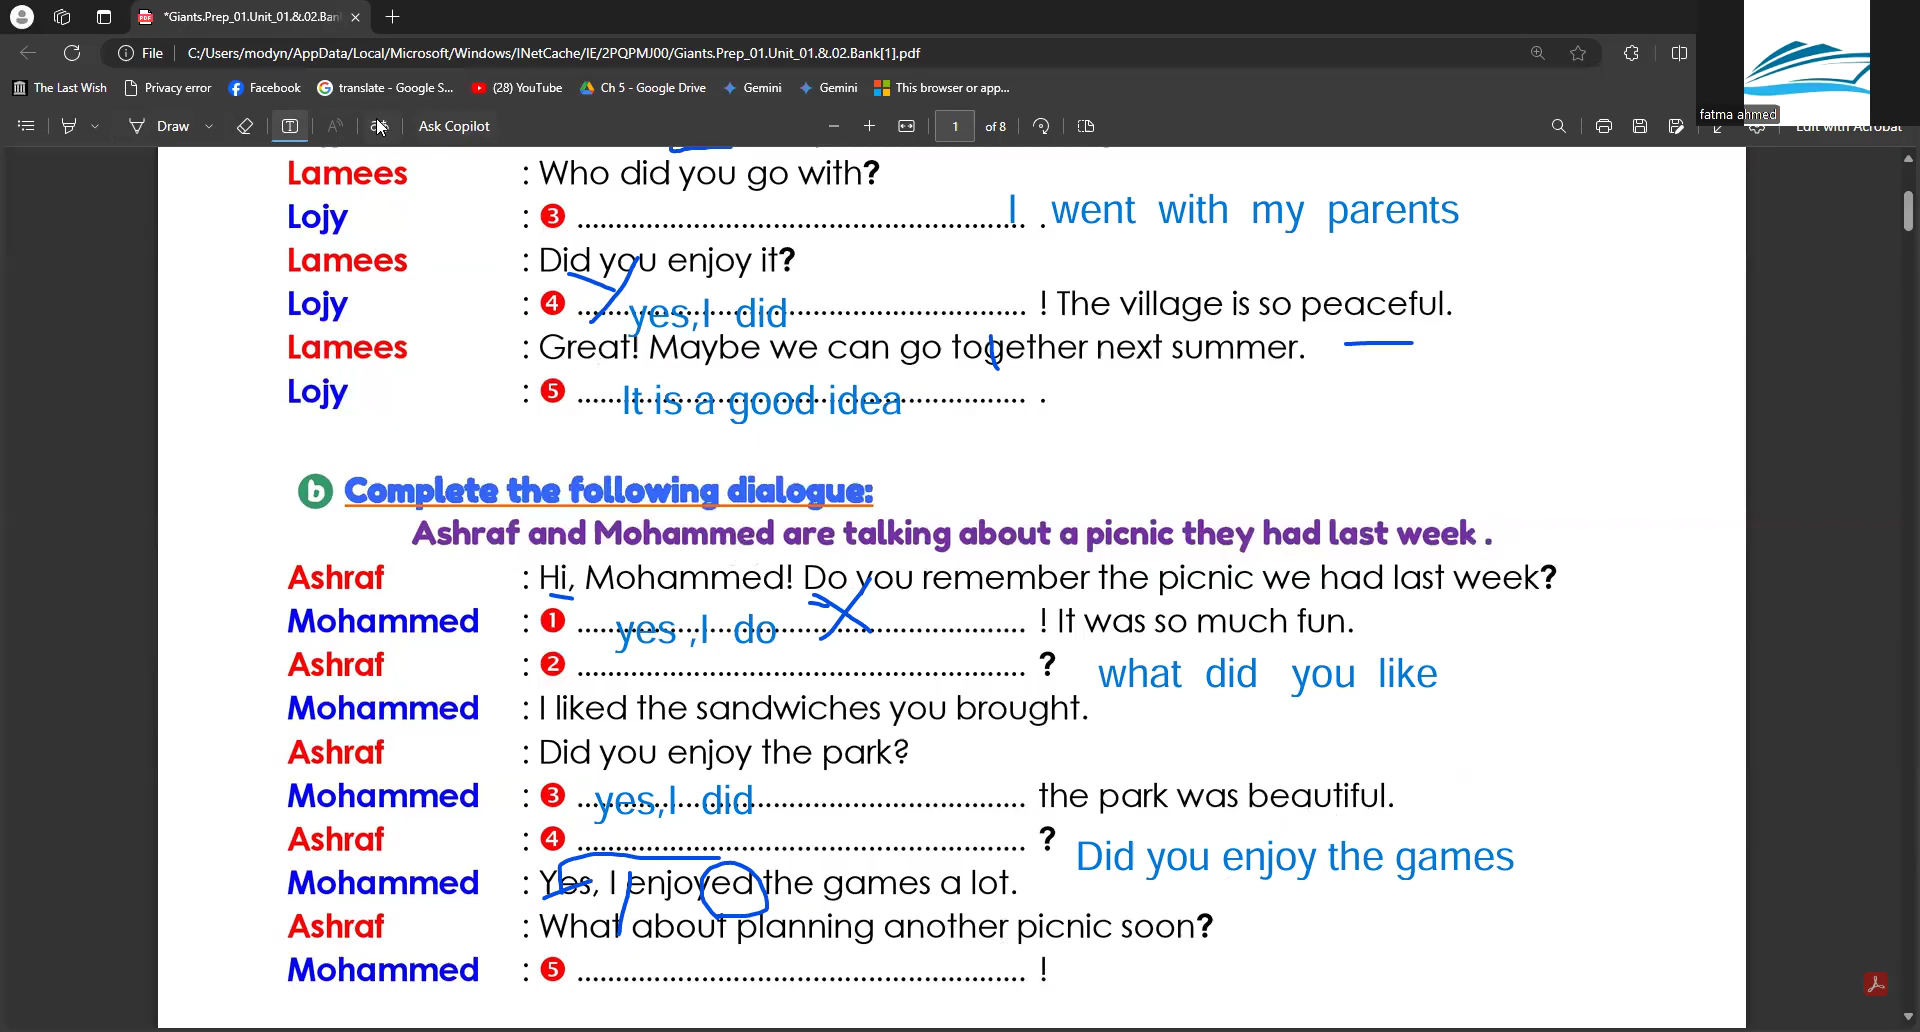 *Giants.Prep_01.Unit_01.&.02.Ban
File C:/Users/modyn/AppData/Local/Microsoft/Windows/INetCache/IE/2PQPMJ00/Giants.Prep_01.Unit_01.&.02.Bank[1].pdf
The Last Wish Privacy error Facebook translate - Google S... (28) YouTube Ch 5 - Google Drive Gemini Gemini This browser or app...
fatma ahmed
Draw Ask Copilot 1 of 8 Edit with Acrobat
Lamees : Who did you go with?
Lojy : 3 ........................................ . I went with my parents
Lamees : Did you enjoy it?
Lojy : 4 yes,I did ........................................ ! The village is so peaceful.
Lamees : Great! Maybe we can go together next summer.
Lojy : 5 It is a good idea ........................................ .
b Complete the following dialogue:
Ashraf and Mohammed are talking about a picnic they had last week .
Ashraf : Hi, Mohammed! Do you remember the picnic we had last week?
Mohammed : 1 yes ,I do ........................................ ! It was so much fun.
Ashraf : 2 ........................................ ? what did you like
Mohammed : I liked the sandwiches you brought.
Ashraf : Did you enjoy the park?
Mohammed : 3 yes,I did ........................................ the park was beautiful.
Ashraf : 4 ........................................ ? Did you enjoy the games
Mohammed : Yes, I enjoyed the games a lot.
Ashraf : What about planning another picnic soon?
Mohammed : 5 ........................................ !